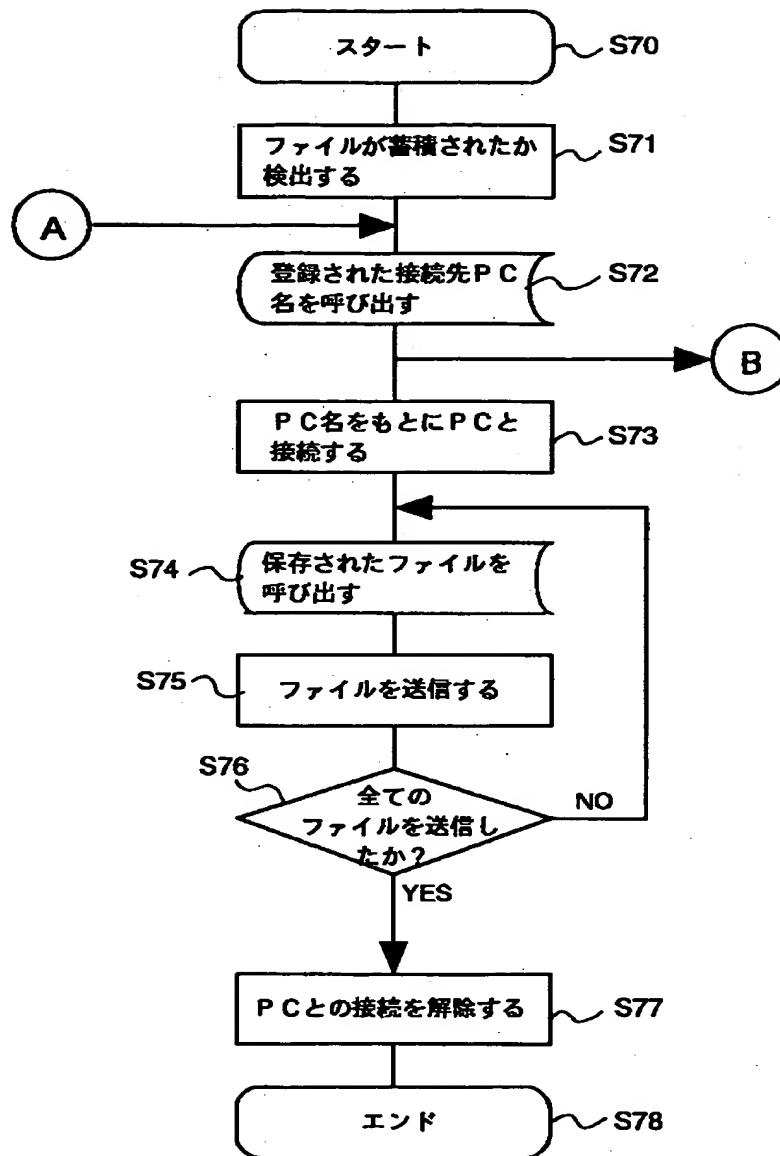 スタート
S70
ファイルが蓄積されたか
検出する
S71
A
登録された接続先PC
名を呼び出す
S72
B
PC名をもとにPCと
接続する
S73
S74
保存されたファイルを
呼び出す
S75
ファイルを送信する
S76
全ての
ファイルを送信し
たか?
NO
YES
PCとの接続を解除する
S77
エンド
S78